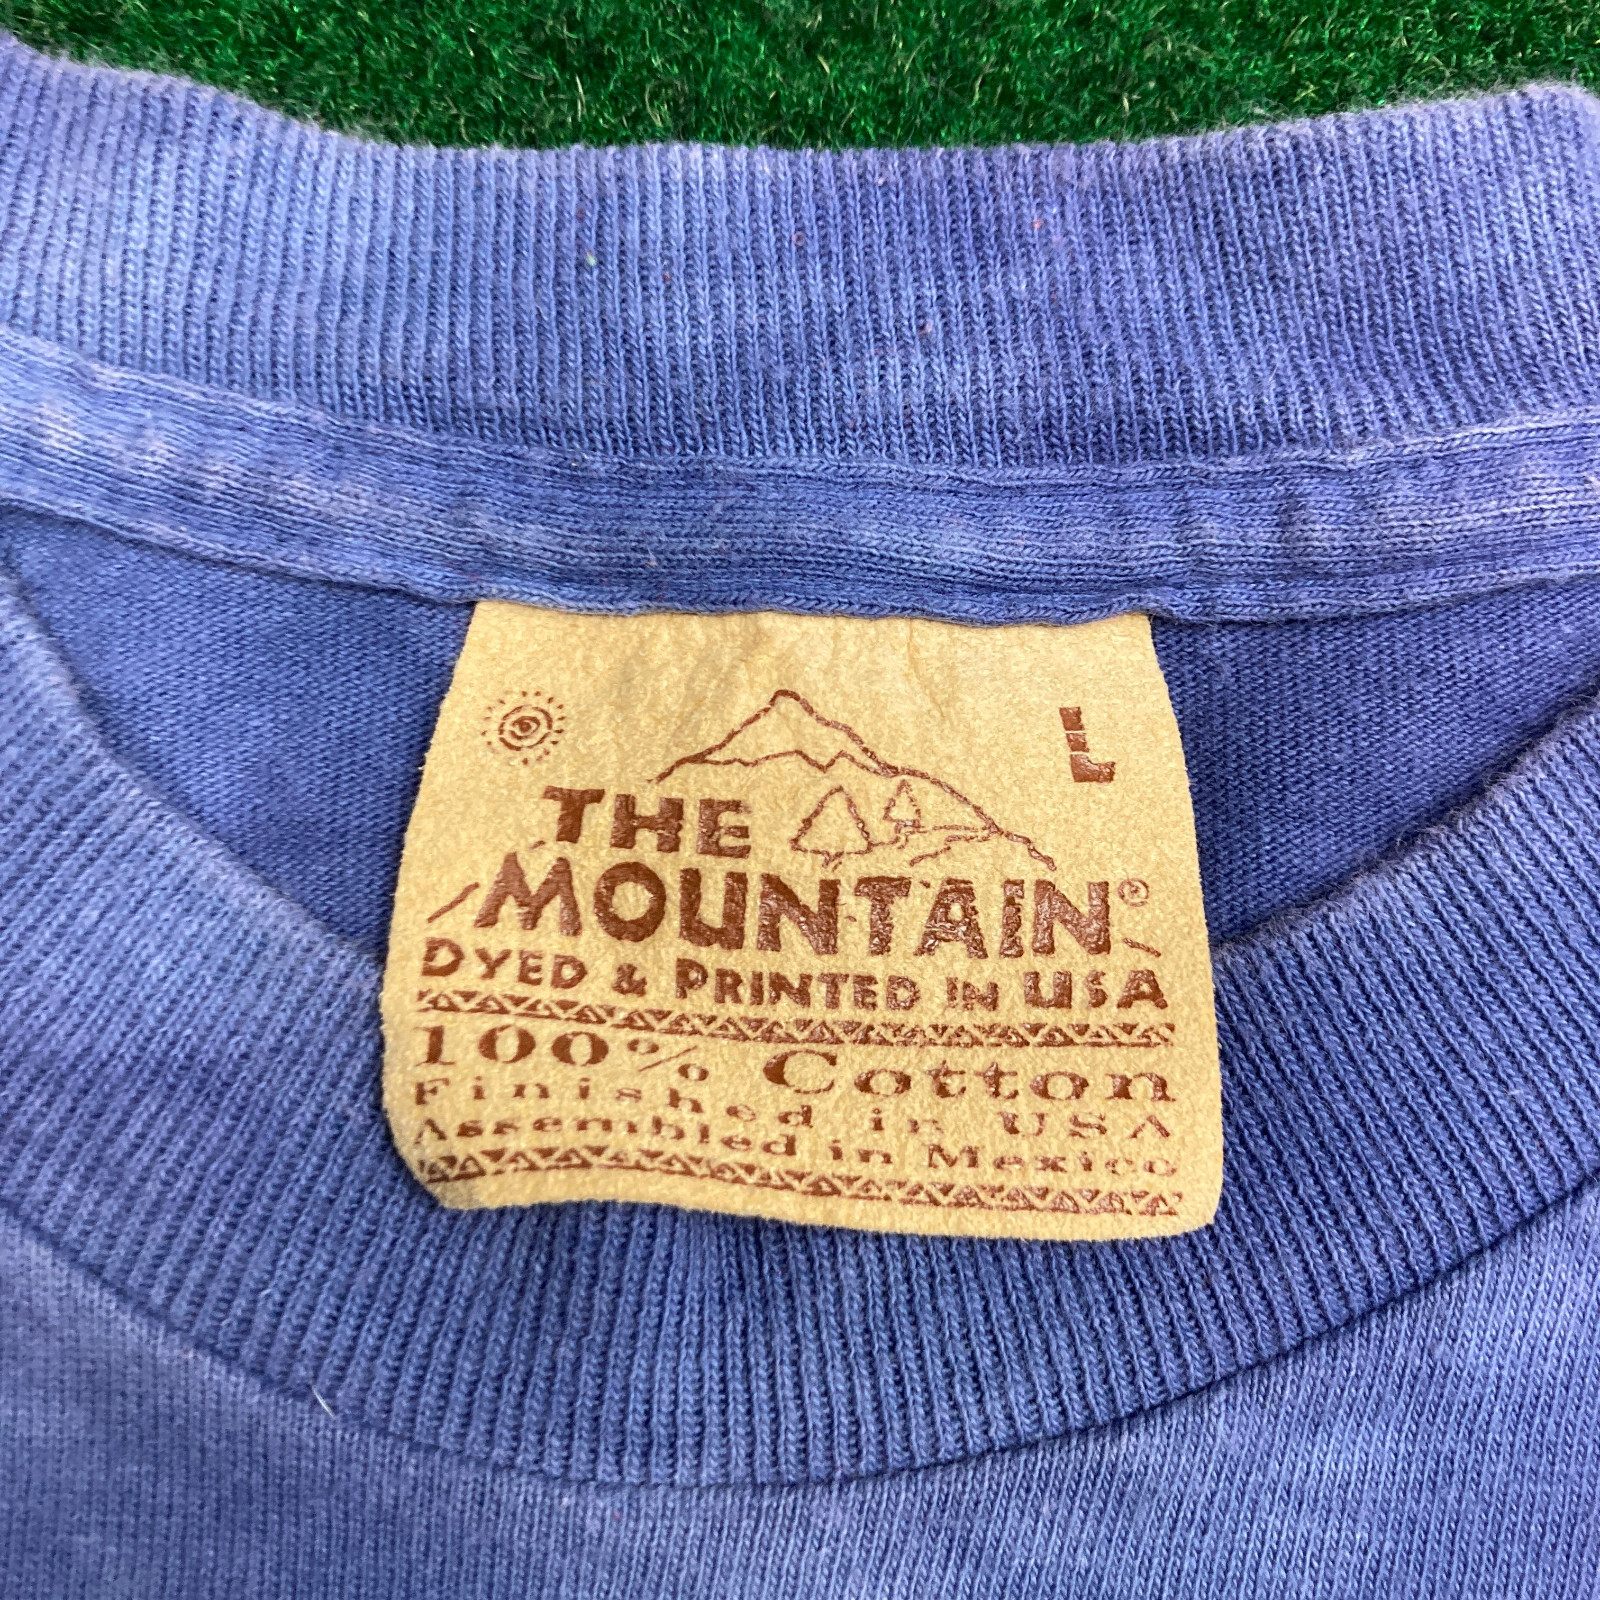 L
THE
MOUNTAIN®
DYED & PRINTED IN USA
100% Cotton
Finished in USA
Assembled in Mexico